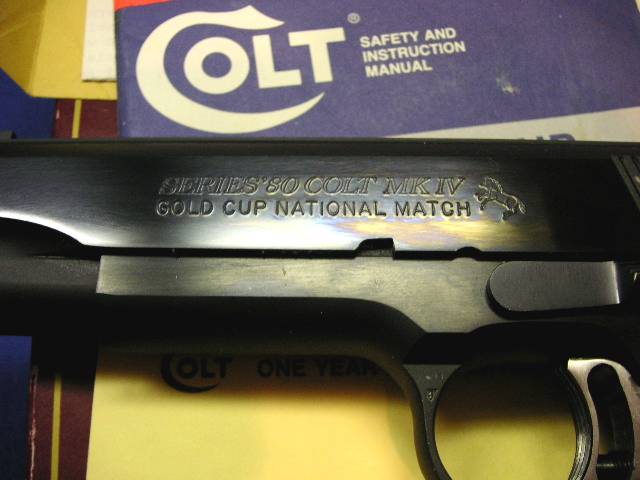 COLT®
SAFETY AND
INSTRUCTION
MANUAL
SERIES'80 COLT MK IV
GOLD CUP NATIONAL MATCH
COLT ONE YEAR